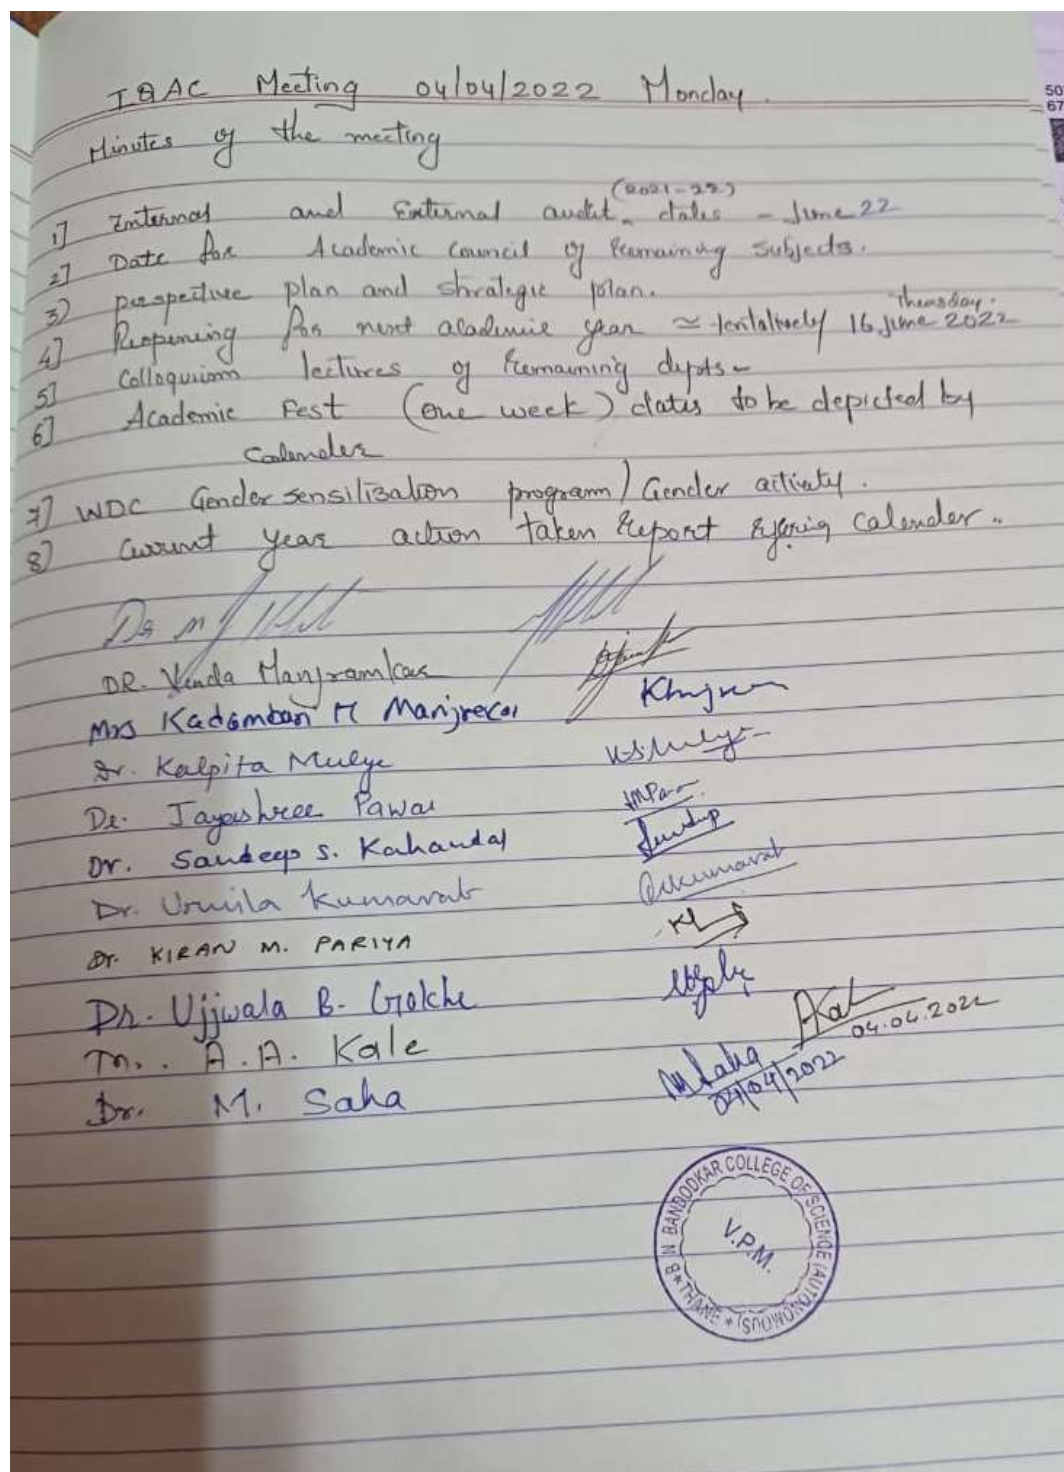 IQAC Meeting 04/04/2022 Monday.
Minutes of the meeting
(2021-22)
1] Internal and External audit dates - June 22
2] Date for Academic Council of Remaining Subjects.
3) perspective plan and strategic plan.
Thursday.
4] Reopening for next academic year ≃ tentatively 16 June 2022
5] Colloquium lectures of Remaining depts-
6] Academic Fest (One week) dates to be depicted by
Calender
7] WDC Gender sensilization programm / Gender activity.
8] Current year action taken Report calender..
DR. Vinda Manjramkar
Mrs Kadambari M Manjrekar
Dr. Kalpita Mulye
Dr. Jayashree Pawar
Dr. Sandeep S. Kahandal
Dr. Urmila Kumavat
Dr. KIRAN M. PARIYA
Dr. Ujjwala B. Gokhe
A.A. Kale 04.04.2022
Dr. M. Saha MSaha 04/04/2022
B N BANDODKAR COLLEGE OF SCIENCE (AUTONOMOUS) * THANE *
V.P.M.